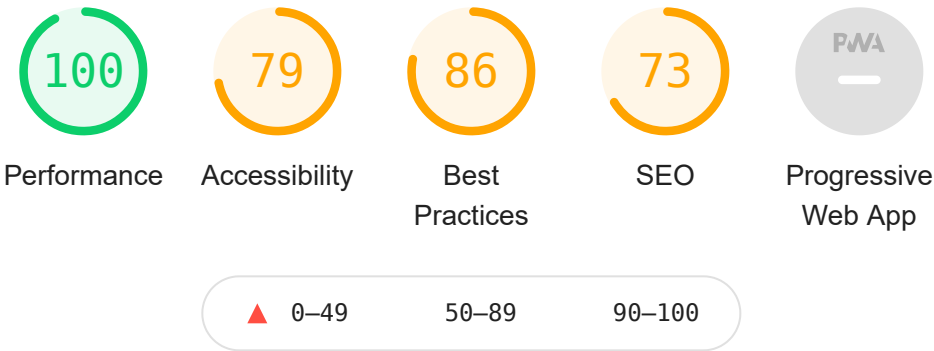 100 79 86 73 PWA
Performance Accessibility Best Practices SEO Progressive Web App
0–49 50–89 90–100